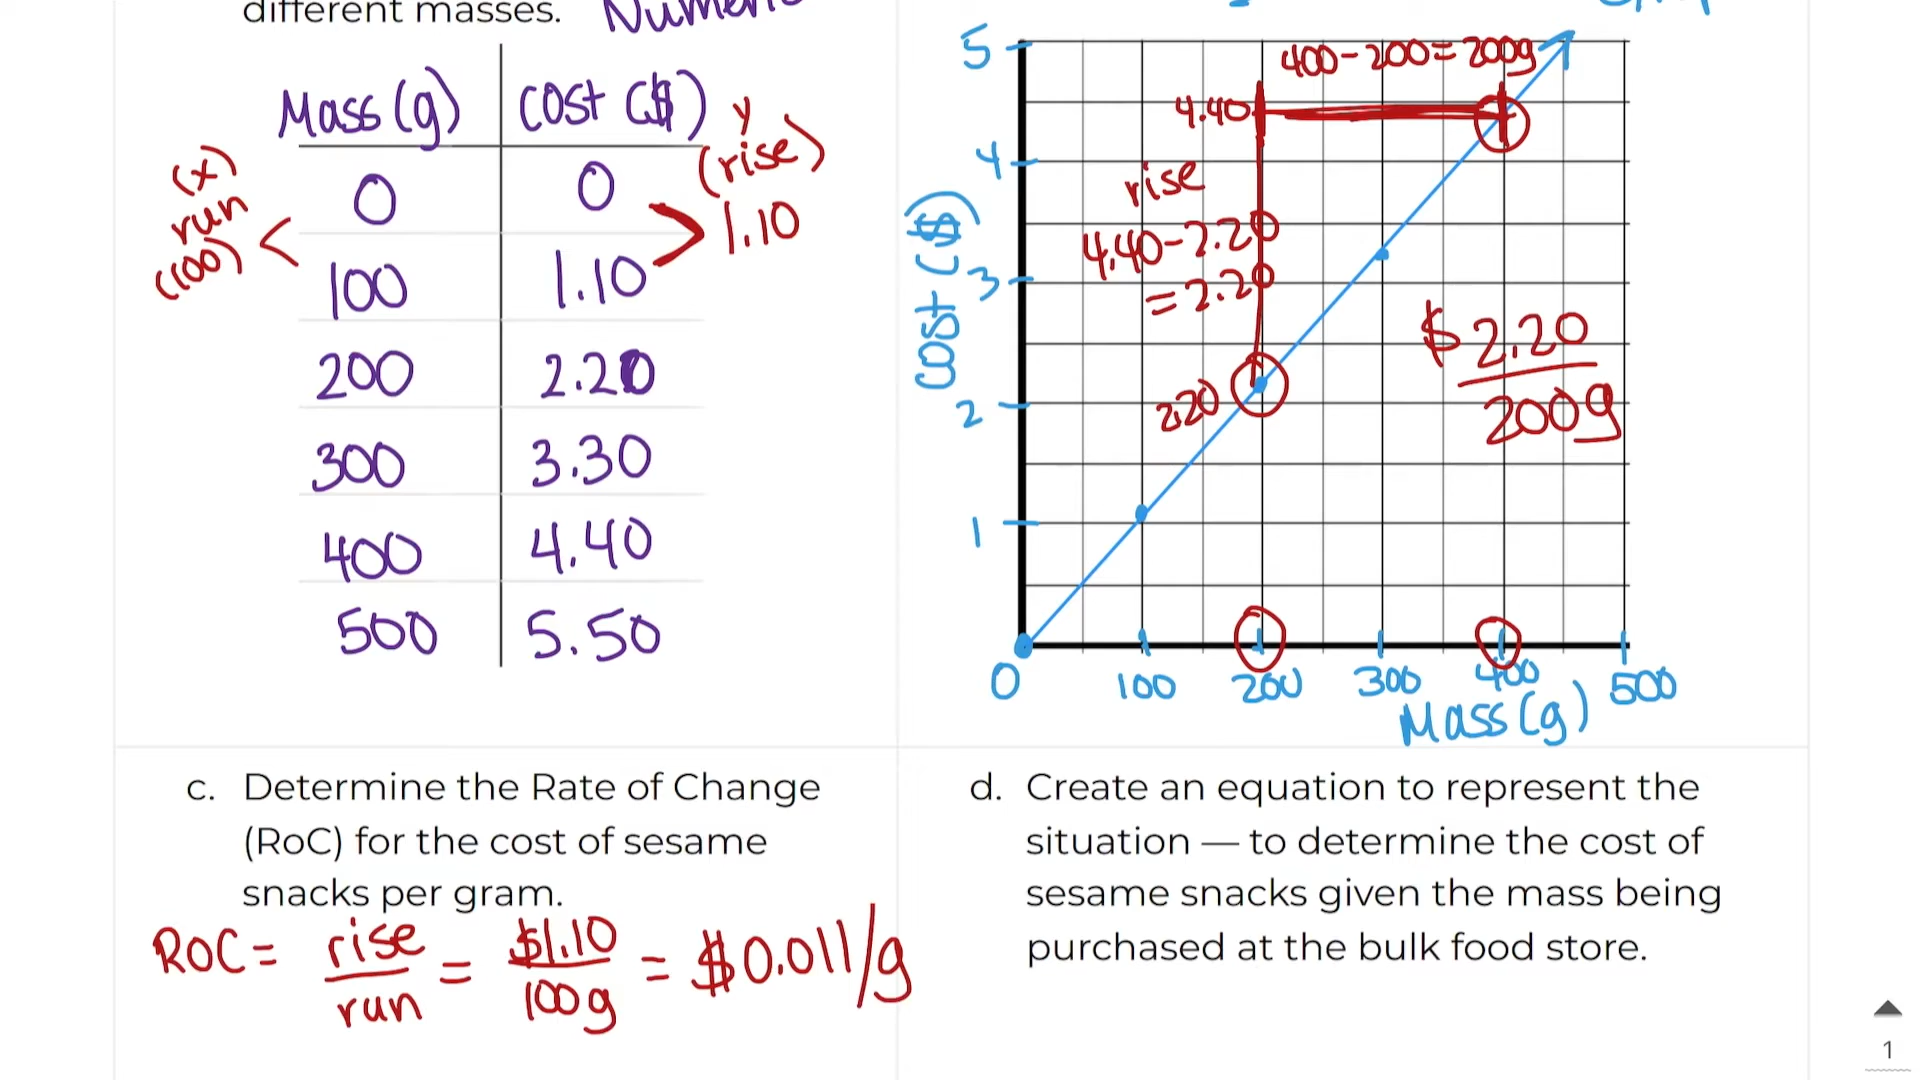 different masses.
Mass (g) cost ($) y
(rise)
(x)
run
(100)
0 0
1.10
100 1.10
200 2.20
300 3.30
400 4.40
500 5.50
5
400-200=200g
4.40
4
rise
4.40-2.20
= 2.20
cost ($)
3
$2.20
200g
2.20
2
1
0 100 200 300 400 500
Mass (g)
c. Determine the Rate of Change
(RoC) for the cost of sesame
snacks per gram.
ROC = rise/run = $1.10/100g = $0.011/g
d. Create an equation to represent the
situation — to determine the cost of
sesame snacks given the mass being
purchased at the bulk food store.
1